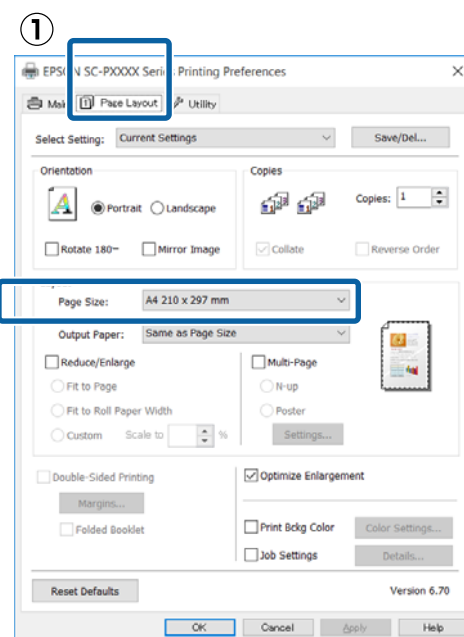 ①
EPSON SC-PXXXX Series Printing Preferences
Main Page Layout Utility
Select Setting: Current Settings Save/Del...
Orientation Copies
Portrait Landscape Copies: 1
Rotate 180° Mirror Image Collate Reverse Order
Page Size: A4 210 x 297 mm
Output Paper: Same as Page Size
Reduce/Enlarge Multi-Page
Fit to Page N-up
Fit to Roll Paper Width Poster
Custom Scale to % Settings...
Double-Sided Printing Optimize Enlargement
Margins...
Folded Booklet Print Bckg Color Color Settings...
Job Settings Details...
Reset Defaults Version 6.70
OK Cancel Apply Help